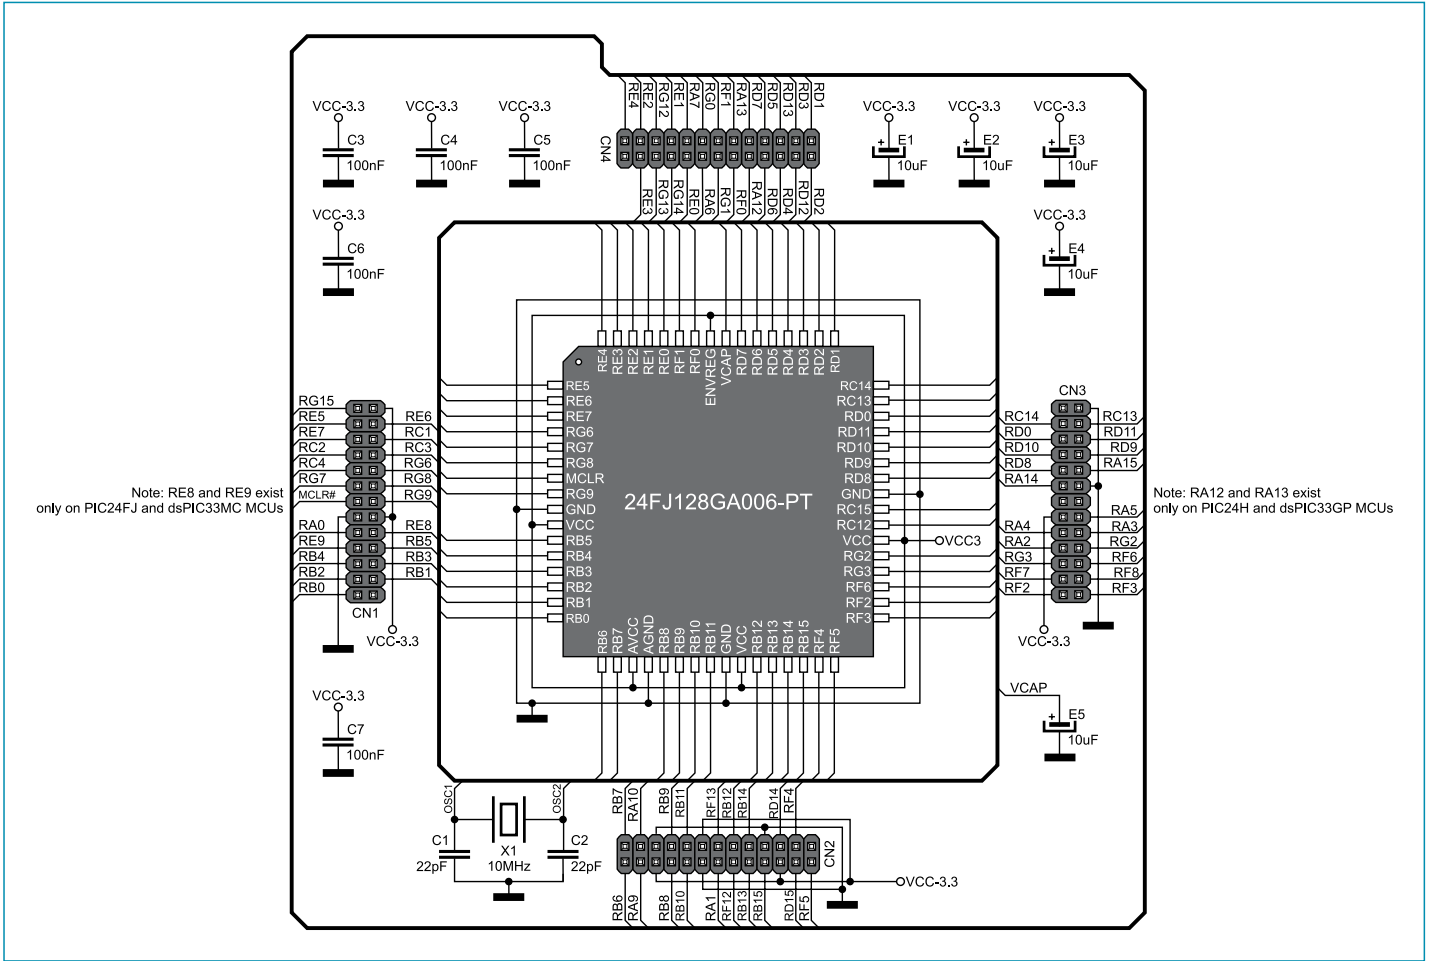 VCC-3.3
C3
100nF
VCC-3.3
C4
100nF
VCC-3.3
C5
100nF
VCC-3.3
C6
100nF
CN4
RE4
RE2
RG12
RE1
RA7
RG0
RF1
RA13
RD7
RD5
RD13
RD3
RD1
RE3
RG13
RG14
RE0
RA6
RG1
RF0
RA12
RD6
RD4
RD12
RD2
VCC-3.3
E1
10uF
VCC-3.3
E2
10uF
VCC-3.3
E3
10uF
VCC-3.3
E4
10uF
RE4
RE3
RE2
RE1
RE0
RF1
RF0
ENVREG
VCAP
RD7
RD6
RD5
RD4
RD3
RD2
RD1
RE5
RE6
RE7
RG6
RG7
RG8
MCLR
RG9
GND
VCC
RB5
RB4
RB3
RB2
RB1
RB0
24FJ128GA006-PT
RC14
RC13
RD0
RD11
RD10
RD9
RD8
GND
RC15
RC12
VCC
RG2
RG3
RF6
RF2
RF3
VCC3
RB6
RB7
AVCC
AGND
RB8
RB9
RB10
RB11
GND
VCC
RB12
RB13
RB14
RB15
RF4
RF5
RG15
RE5
RE7
RC2
RC4
RG7
MCLR#
RA0
RE9
RB4
RB2
RB0
RE6
RC1
RC3
RG6
RG8
RG9
RE8
RB5
RB3
RB1
CN1
VCC-3.3
Note: RE8 and RE9 exist
only on PIC24FJ and dsPIC33MC MCUs
CN3
RC14
RD0
RD10
RD8
RA14
RA4
RA2
RG3
RF7
RF2
RC13
RD11
RD9
RA15
RA5
RA3
RG2
RF6
RF8
RF3
VCC-3.3
Note: RA12 and RA13 exist
only on PIC24H and dsPIC33GP MCUs
VCC-3.3
C7
100nF
VCAP
E5
10uF
OSC1
OSC2
C1
22pF
X1
10MHz
C2
22pF
RB7
RA10
RB9
RB11
RF13
RB12
RB14
RD14
RF4
CN2
VCC-3.3
RB6
RA9
RB8
RB10
RA1
RF12
RB13
RB15
RD15
RF5